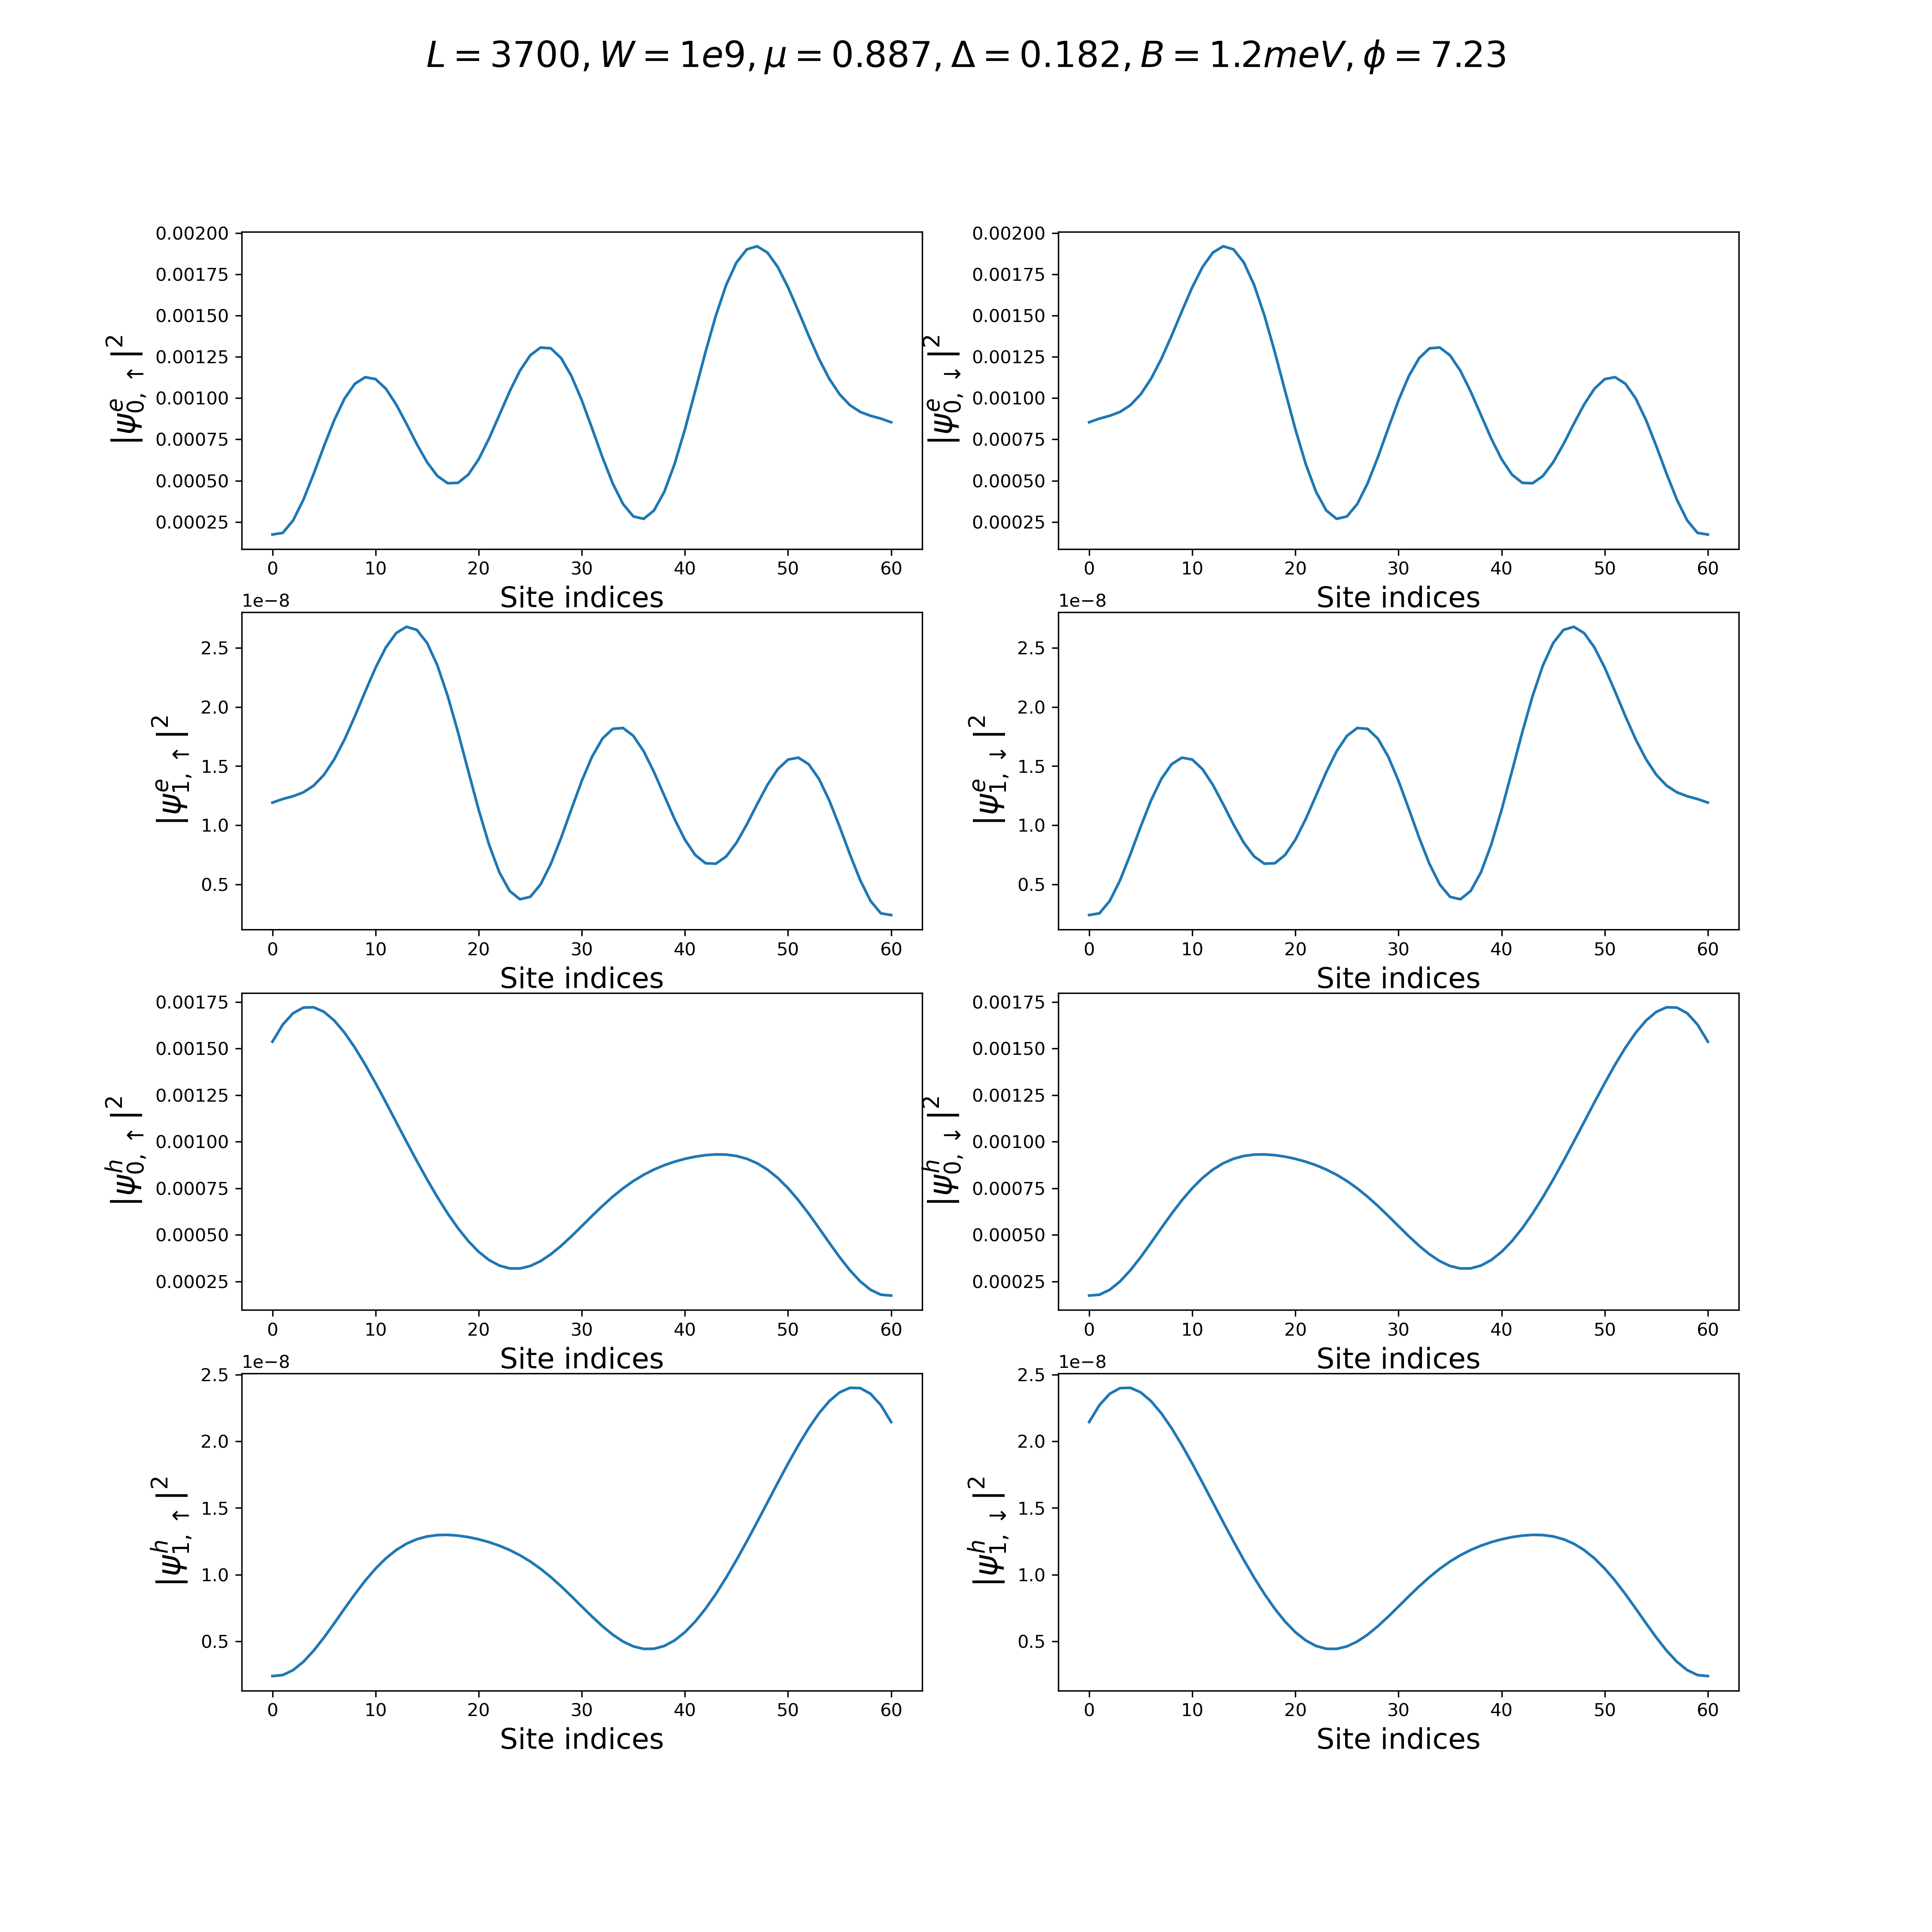 L = 3700, W = 1e9, μ = 0.887, Δ = 0.182, B = 1.2meV, ϕ = 7.23
|ψ^e_{0, ↑}|^2
0.00200
0.00175
0.00150
0.00125
0.00100
0.00075
0.00050
0.00025
0 10 20 30 40 50 60
Site indices
|ψ^e_{0, ↓}|^2
0.00200
0.00175
0.00150
0.00125
0.00100
0.00075
0.00050
0.00025
0 10 20 30 40 50 60
Site indices
1e−8
|ψ^e_{1, ↑}|^2
2.5
2.0
1.5
1.0
0.5
0 10 20 30 40 50 60
Site indices
1e−8
|ψ^e_{1, ↓}|^2
2.5
2.0
1.5
1.0
0.5
0 10 20 30 40 50 60
Site indices
|ψ^h_{0, ↑}|^2
0.00175
0.00150
0.00125
0.00100
0.00075
0.00050
0.00025
0 10 20 30 40 50 60
Site indices
|ψ^h_{0, ↓}|^2
0.00175
0.00150
0.00125
0.00100
0.00075
0.00050
0.00025
0 10 20 30 40 50 60
Site indices
1e−8
|ψ^h_{1, ↑}|^2
2.5
2.0
1.5
1.0
0.5
0 10 20 30 40 50 60
Site indices
1e−8
|ψ^h_{1, ↓}|^2
2.5
2.0
1.5
1.0
0.5
0 10 20 30 40 50 60
Site indices